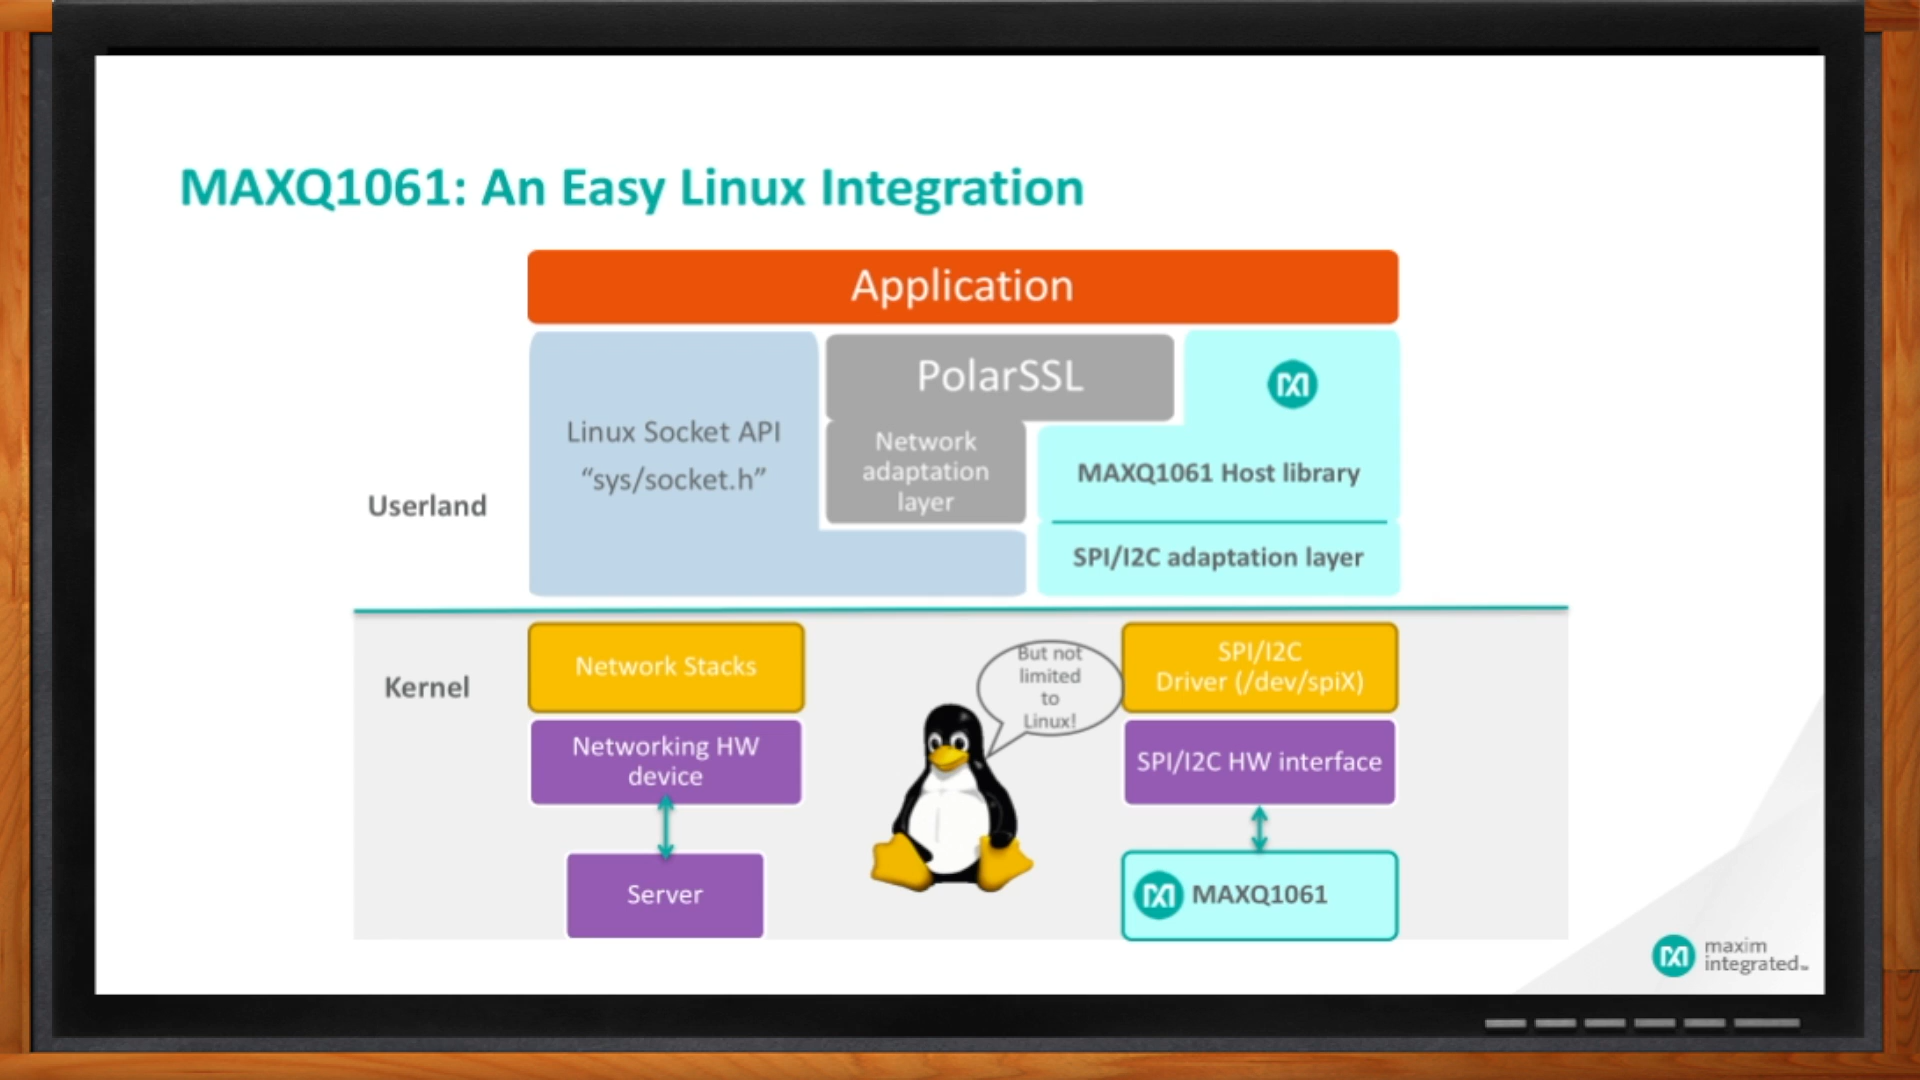 MAXQ1061: An Easy Linux Integration
Application
PolarSSL
Linux Socket API
“sys/socket.h”
Network
adaptation
layer
MAXQ1061 Host library
SPI/I2C adaptation layer
Userland
Kernel
Network Stacks
Networking HW
device
Server
But not
limited
to
Linux!
SPI/I2C
Driver (/dev/spiX)
SPI/I2C HW interface
MAXQ1061
maxim
integrated™